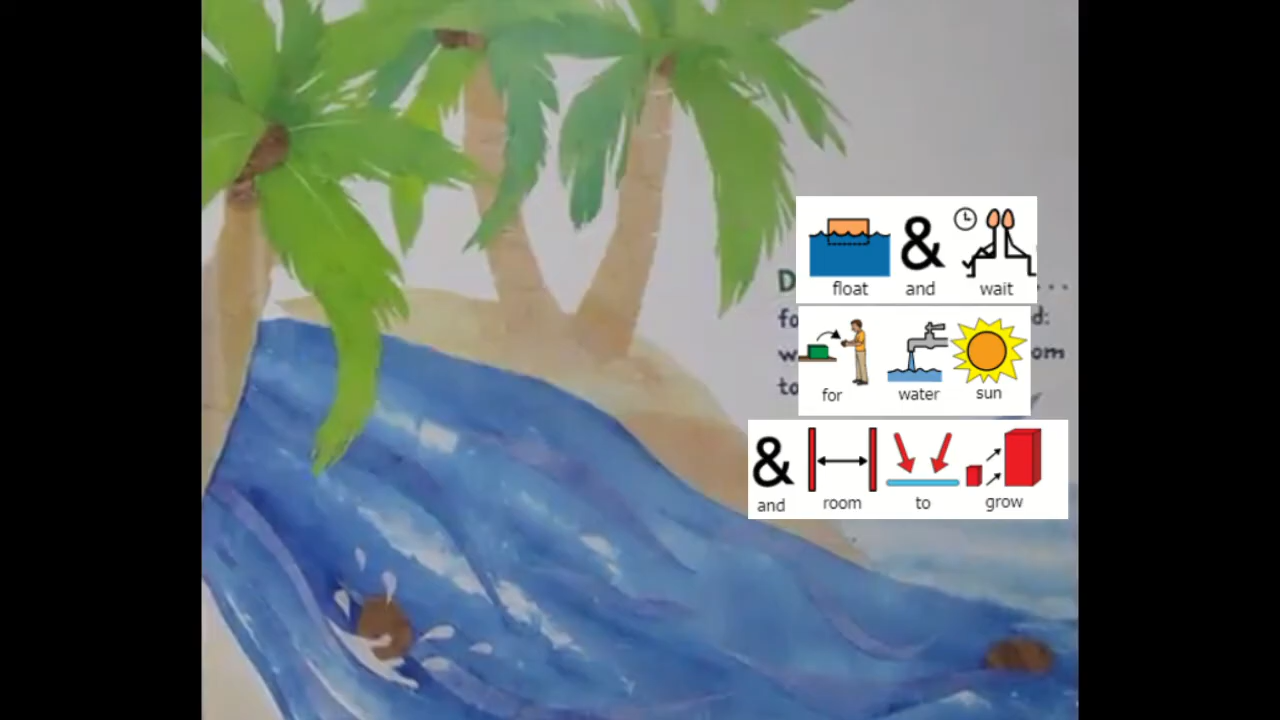 float & and wait
for water sun
& and room to grow